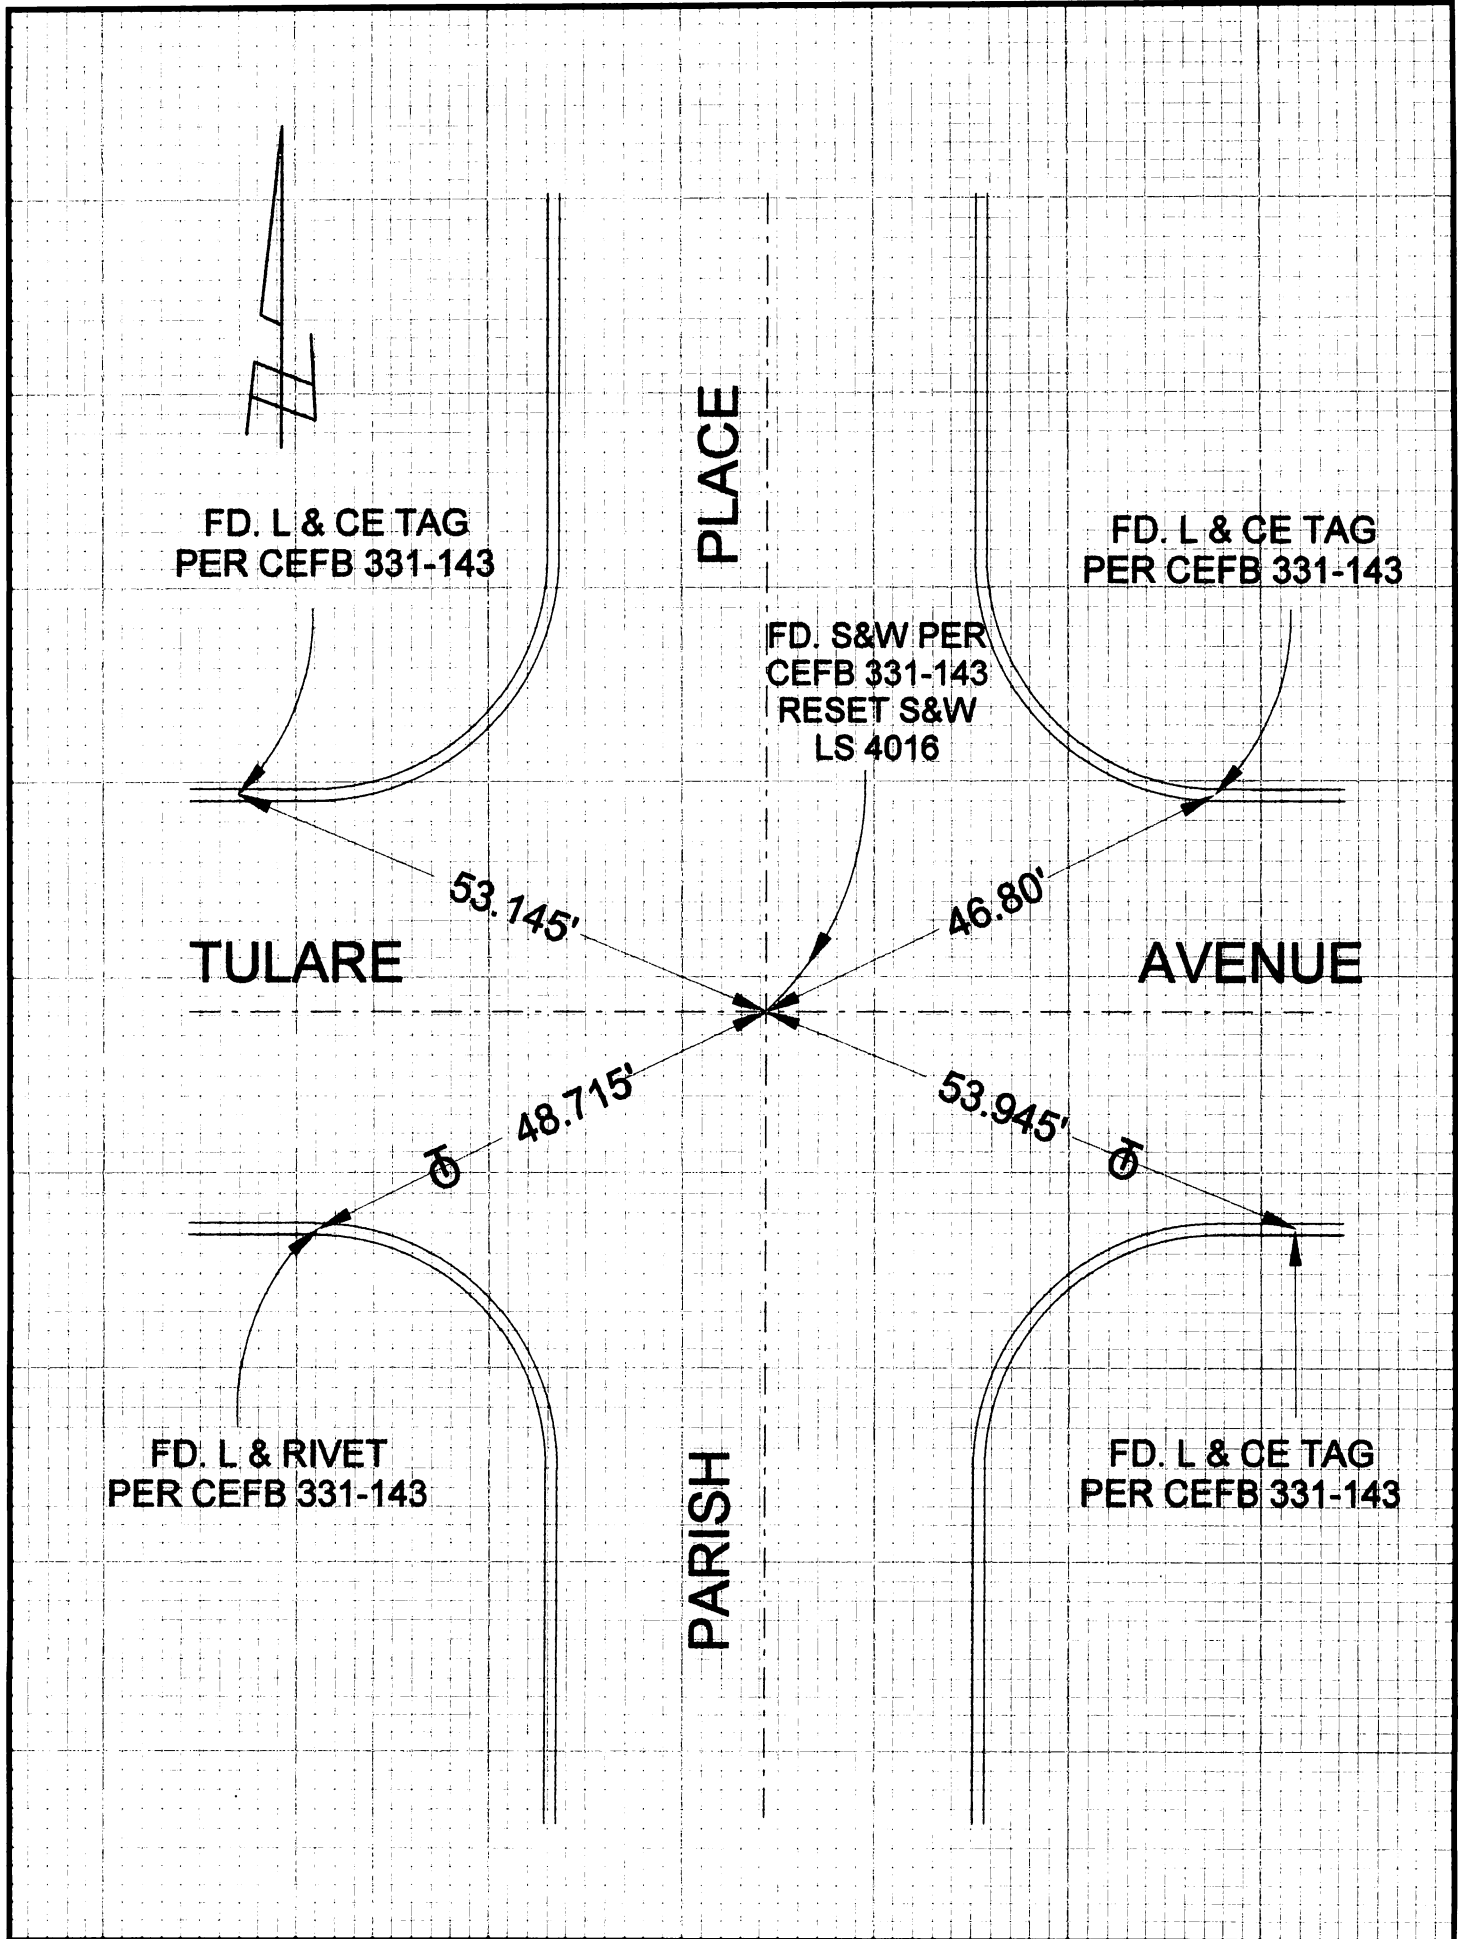 PLACE
FD. L & CE TAG
PER CEFB 331-143
FD. L & CE TAG
PER CEFB 331-143
FD. S&W PER
CEFB 331-143
RESET S&W
LS 4016
53.145'
46.80'
TULARE
AVENUE
48.715'
53.945'
FD. L & RIVET
PER CEFB 331-143
PARISH
FD. L & CE TAG
PER CEFB 331-143